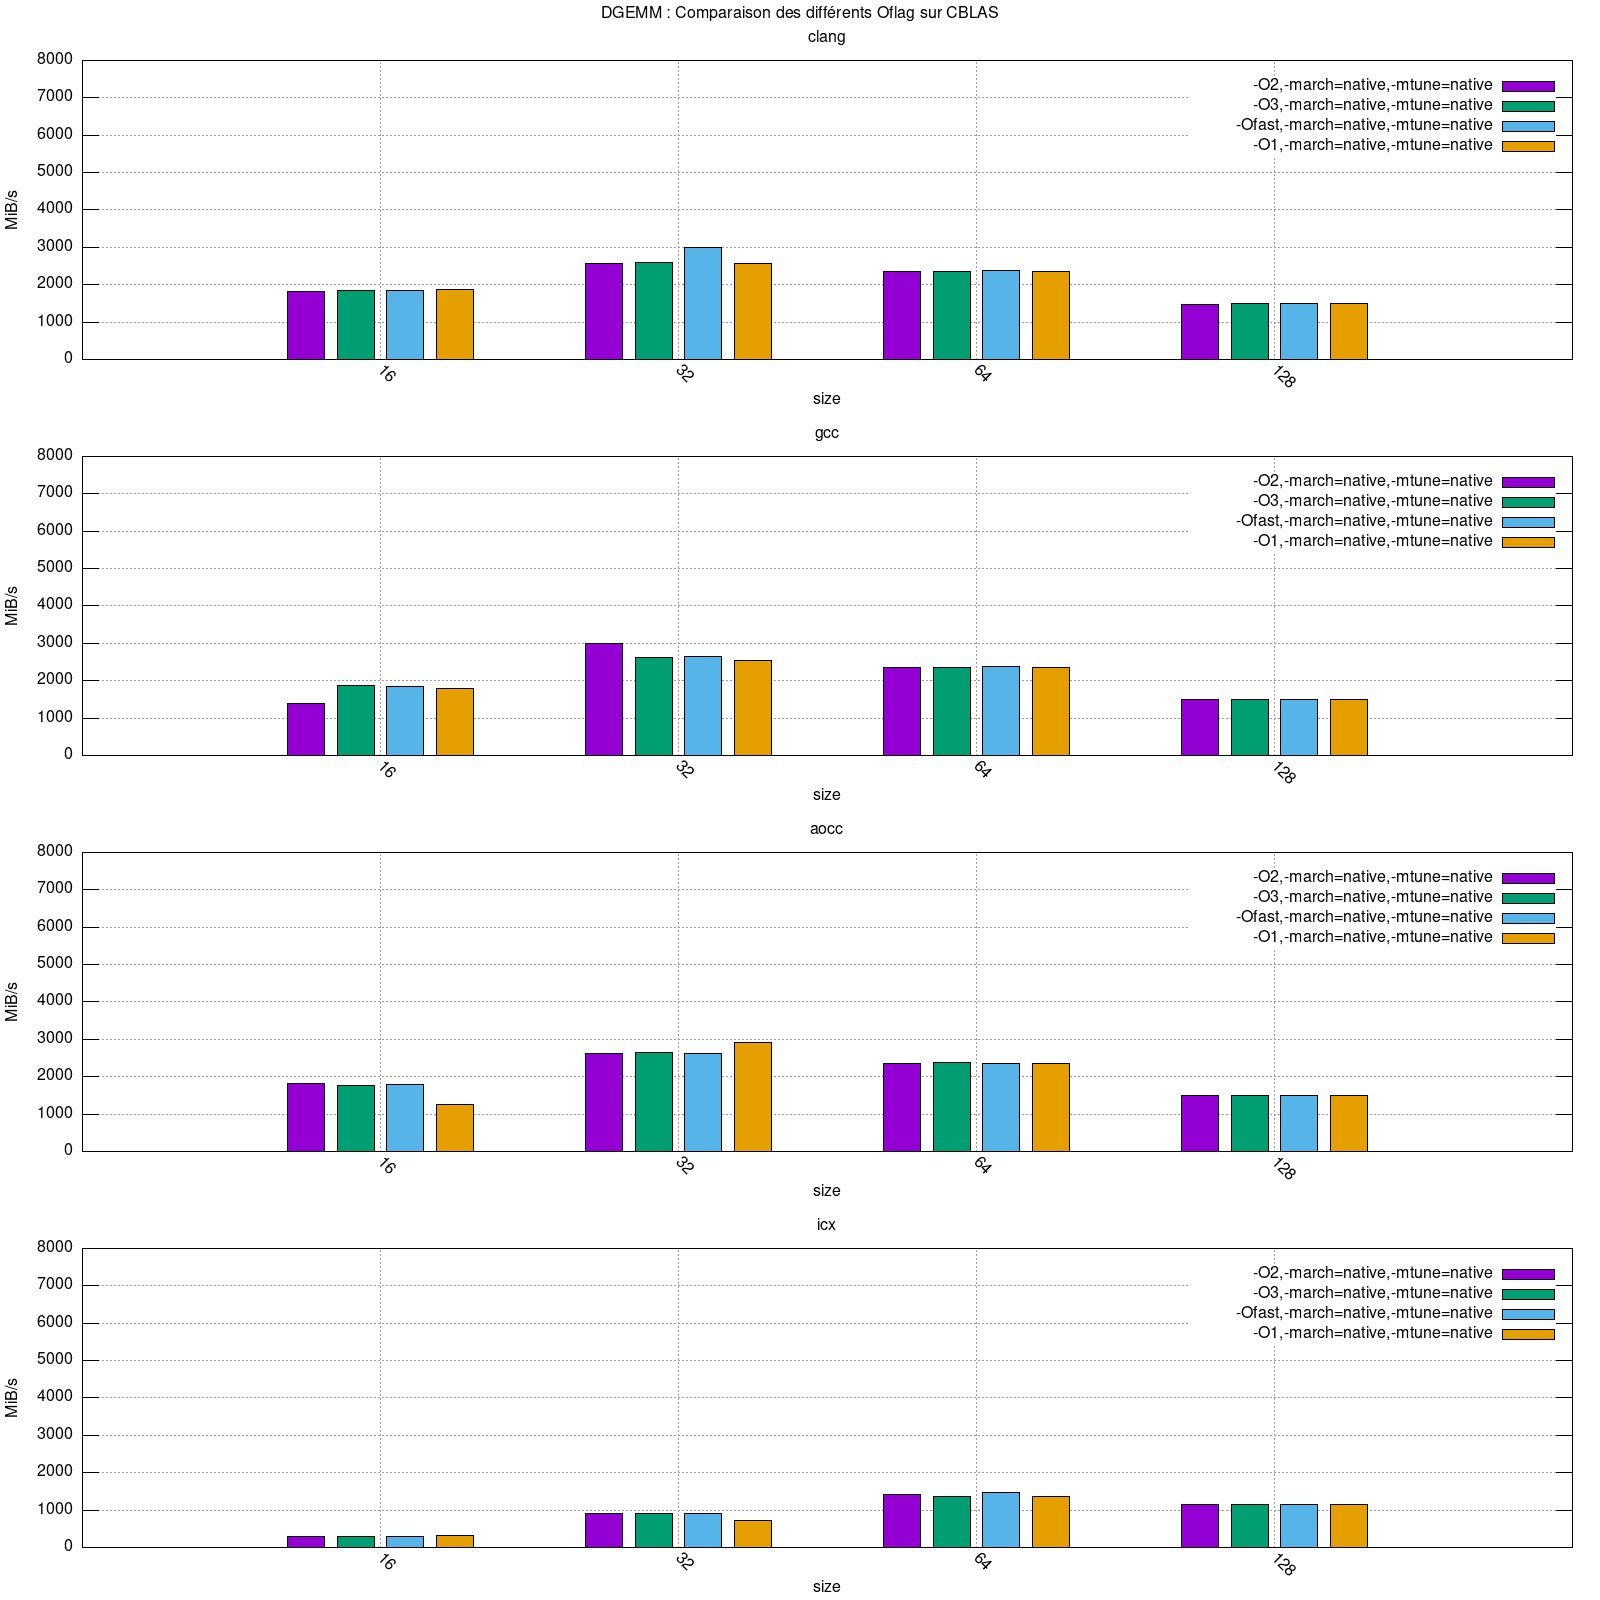 DGEMM : Comparaison des différents Oflag sur CBLAS
clang
8000
7000
6000
5000
4000
3000
2000
1000
0
MiB/s
-O2,-march=native,-mtune=native
-O3,-march=native,-mtune=native
-Ofast,-march=native,-mtune=native
-O1,-march=native,-mtune=native
16
32
64
128
size
gcc
8000
7000
6000
5000
4000
3000
2000
1000
0
MiB/s
-O2,-march=native,-mtune=native
-O3,-march=native,-mtune=native
-Ofast,-march=native,-mtune=native
-O1,-march=native,-mtune=native
16
32
64
128
size
aocc
8000
7000
6000
5000
4000
3000
2000
1000
0
MiB/s
-O2,-march=native,-mtune=native
-O3,-march=native,-mtune=native
-Ofast,-march=native,-mtune=native
-O1,-march=native,-mtune=native
16
32
64
128
size
icx
8000
7000
6000
5000
4000
3000
2000
1000
0
MiB/s
-O2,-march=native,-mtune=native
-O3,-march=native,-mtune=native
-Ofast,-march=native,-mtune=native
-O1,-march=native,-mtune=native
16
32
64
128
size